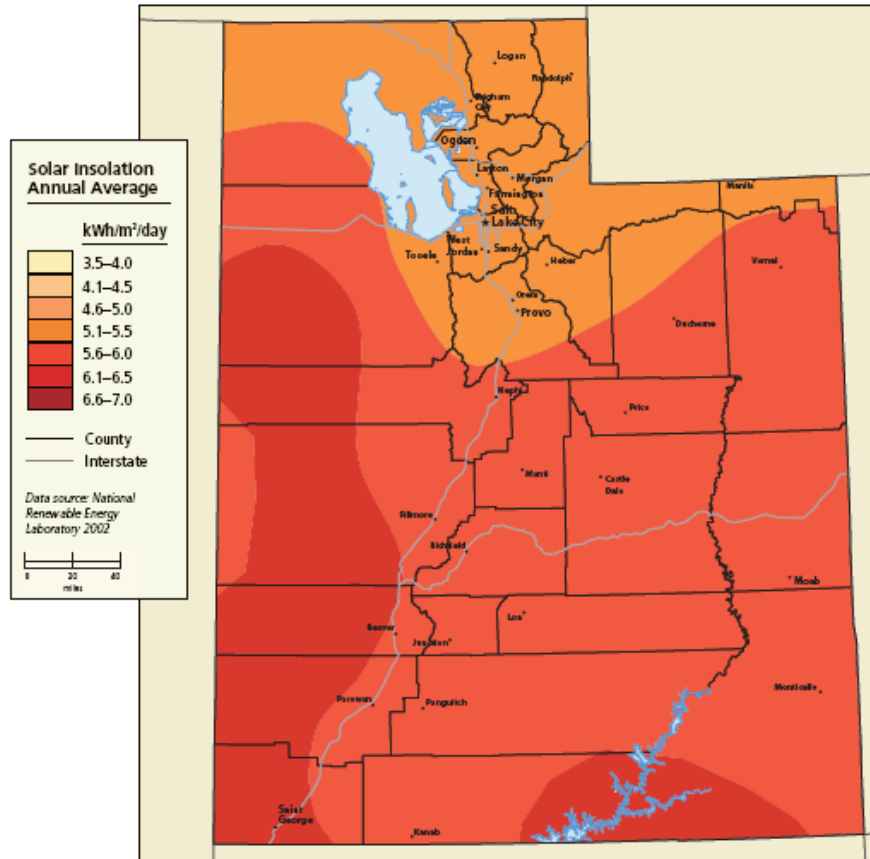 Solar Insolation
Annual Average
kWh/m²/day
3.5–4.0
4.1–4.5
4.6–5.0
5.1–5.5
5.6–6.0
6.1–6.5
6.6–7.0
County
Interstate
Data source: National
Renewable Energy
Laboratory 2002
0 20 40
miles
Logan
Randolph
Brigham
City
Ogden
Layton
Morgan
Farmington
Salt
Lake City
West
Jordan
Sandy
Tooele
Heber
Manila
Vernal
Orem
Provo
Duchesne
Nephi
Price
Manti
Castle
Dale
Fillmore
Richfield
Moab
Beaver
Junction
Loa
Parowan
Panguitch
Monticello
Saint
George
Kanab